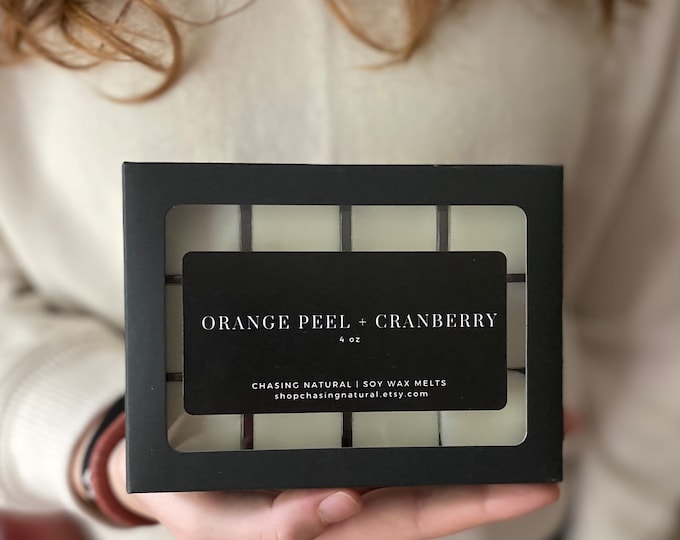 ORANGE PEEL + CRANBERRY
4 oz
CHASING NATURAL | SOY WAX MELTS
shopchasingnatural.etsy.com